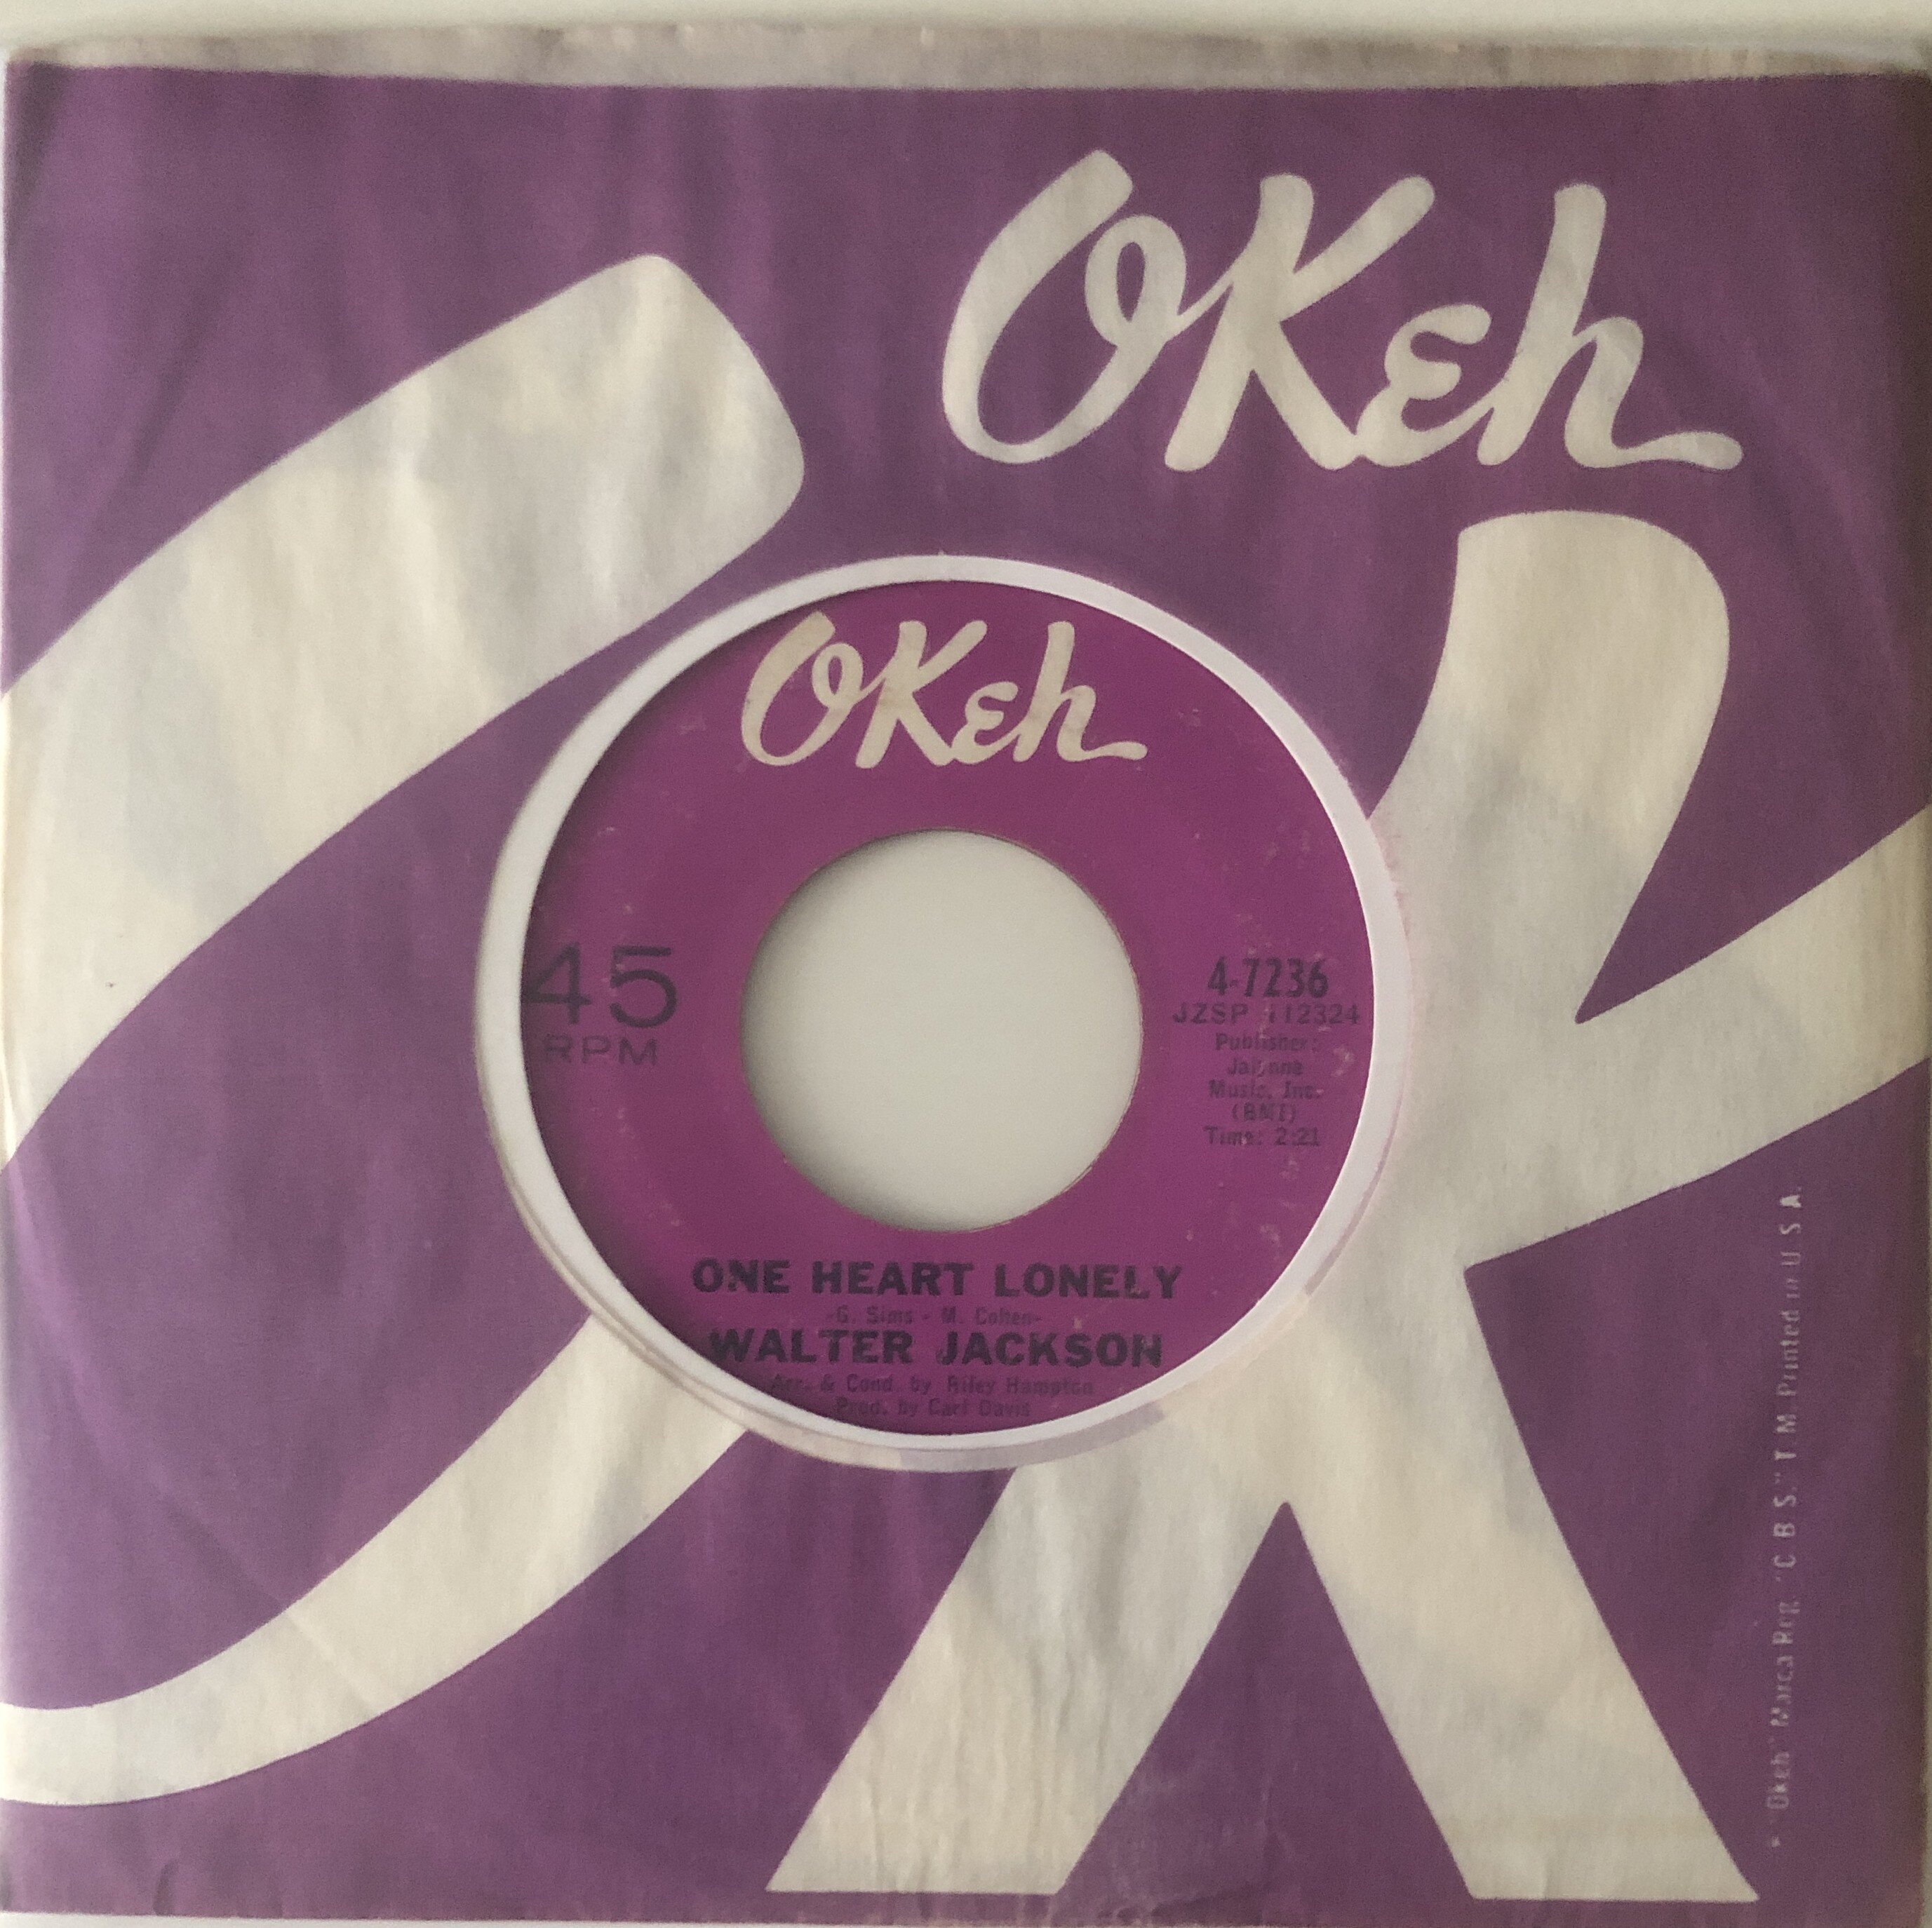 OKeh
OKeh
45
RPM
4-7236
JZSP 112324
Publisher:
Jalynne
Music, Inc.
(BMI)
Time: 2:21
ONE HEART LONELY
-G. Sims - M. Cohen-
WALTER JACKSON
Arr. & Cond. by Riley Hampton
Prod. by Carl Davis
"Okeh" Marca Reg. "C B S." T M Printed in U S A.